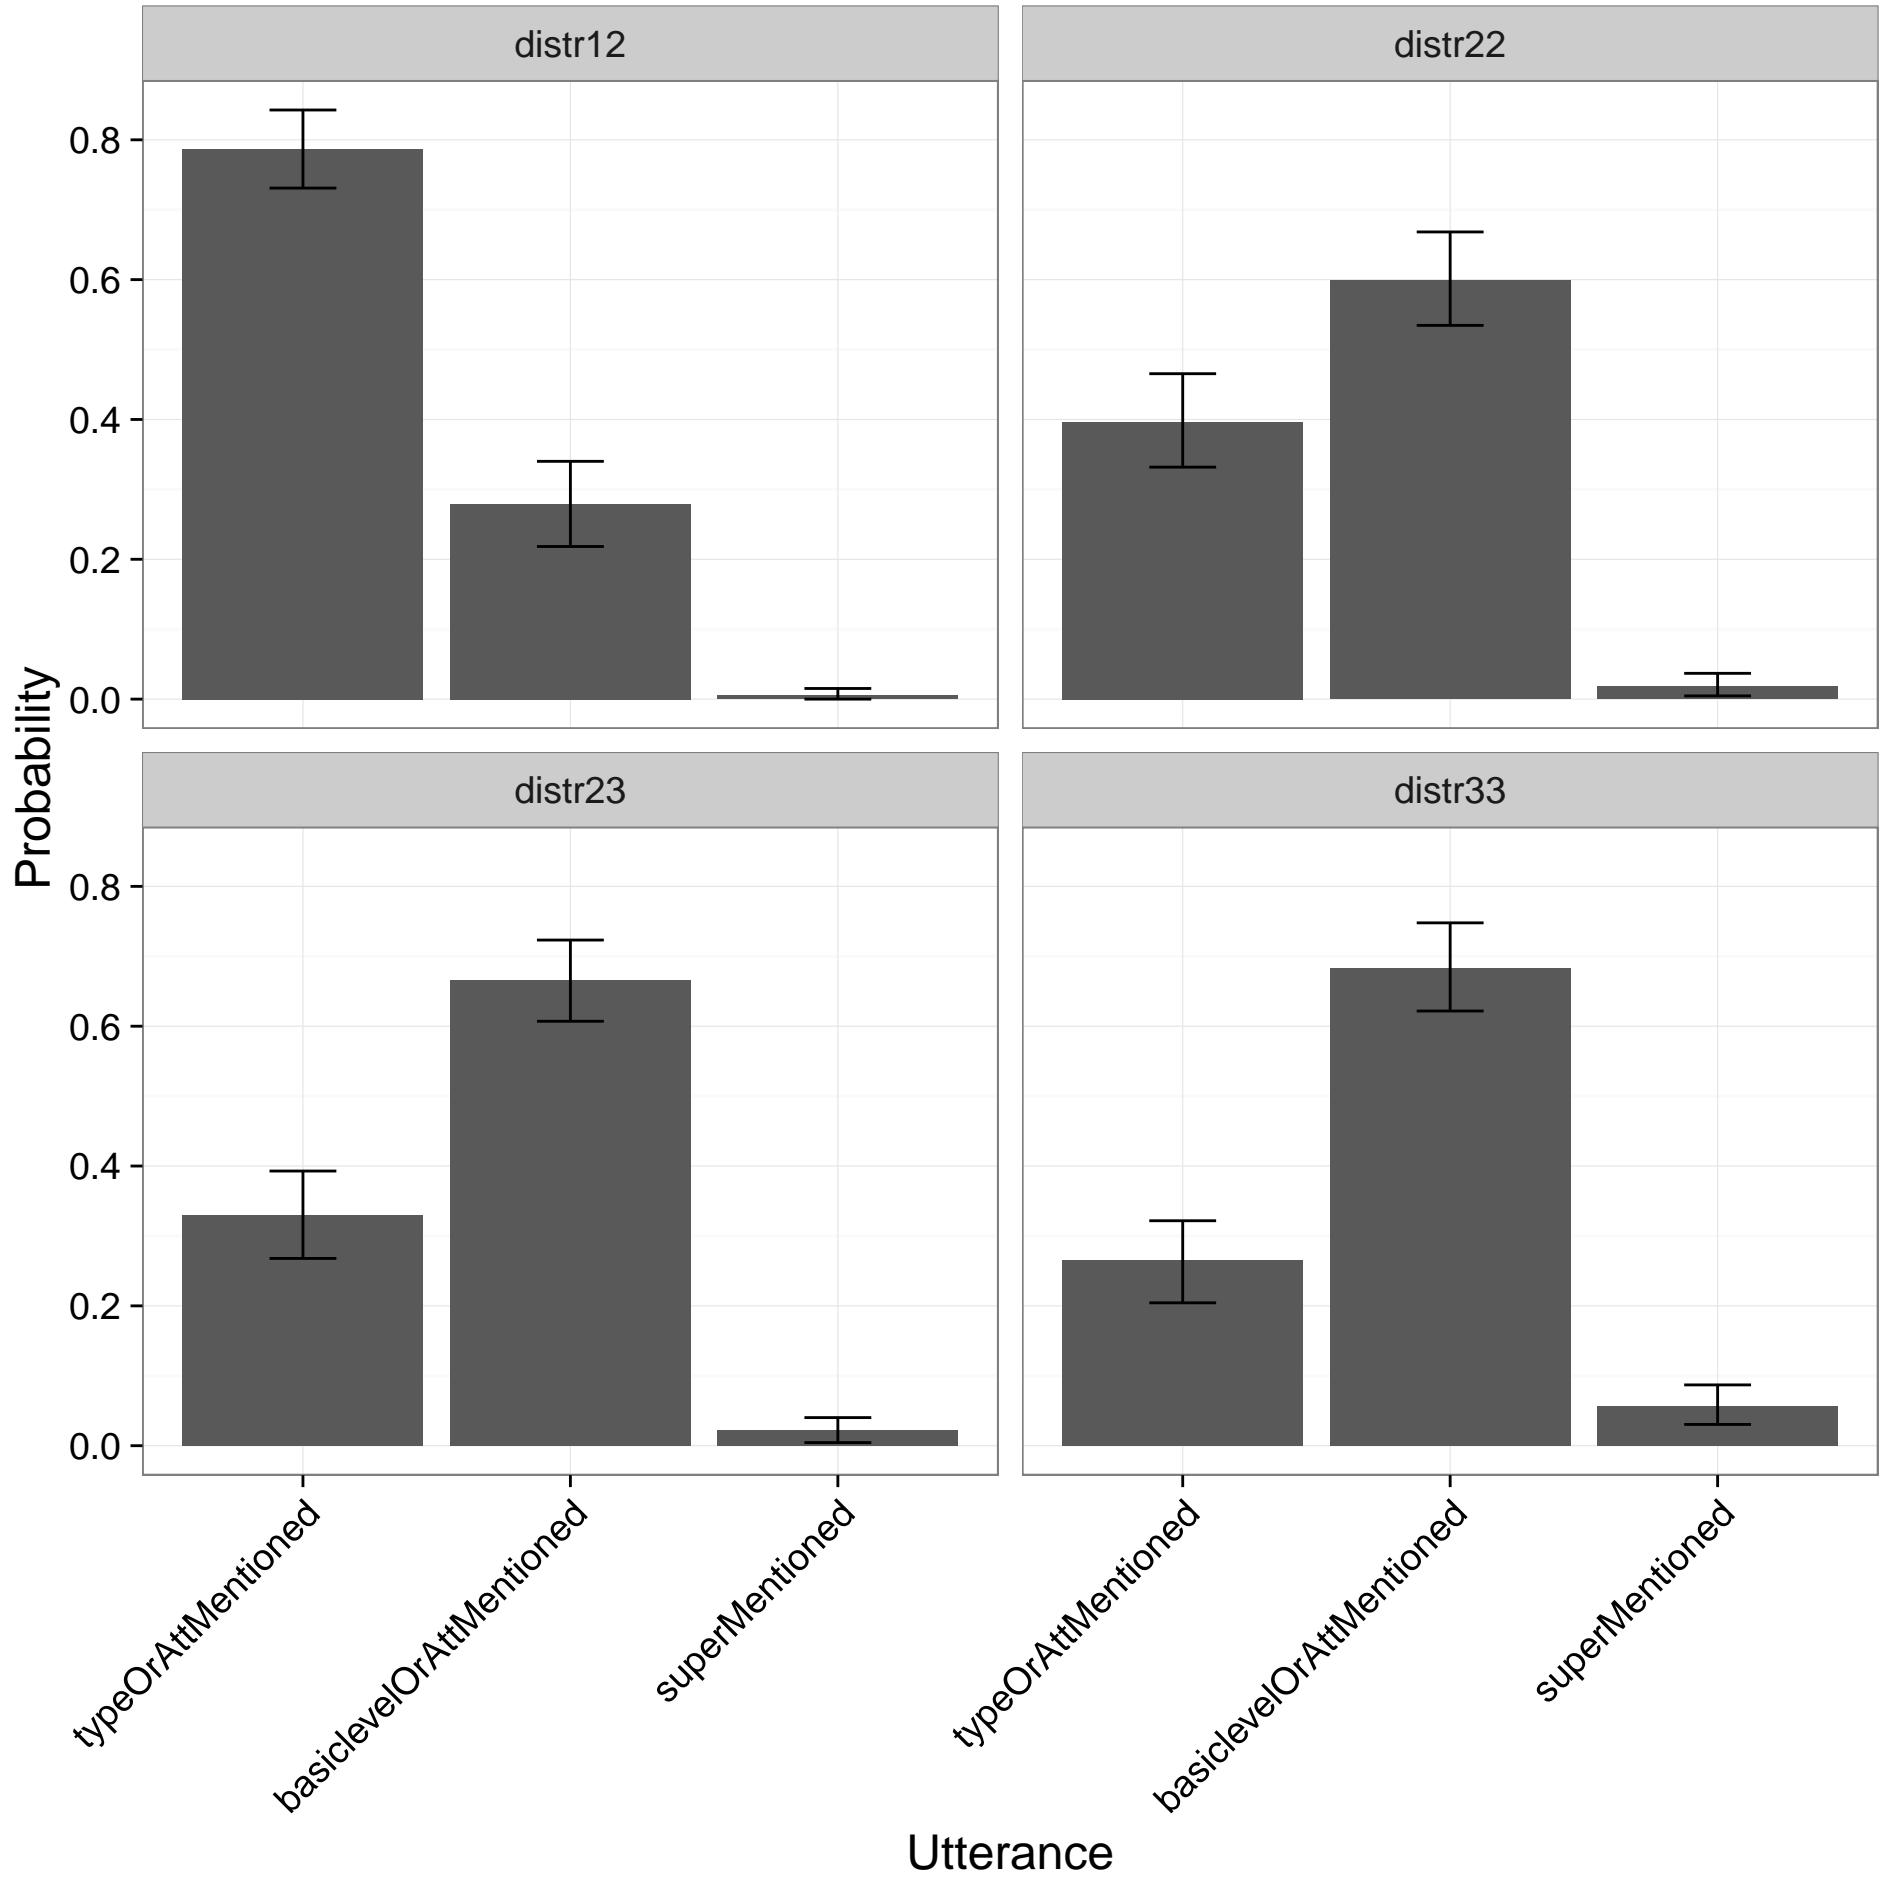 distr12
distr22
0.8
0.6
0.4
0.2
0.0
Probability
distr23
distr33
0.8
0.6
0.4
0.2
0.0
typeOrAttMentioned
basiclevelOrAttMentioned
superMentioned
typeOrAttMentioned
basiclevelOrAttMentioned
superMentioned
Utterance